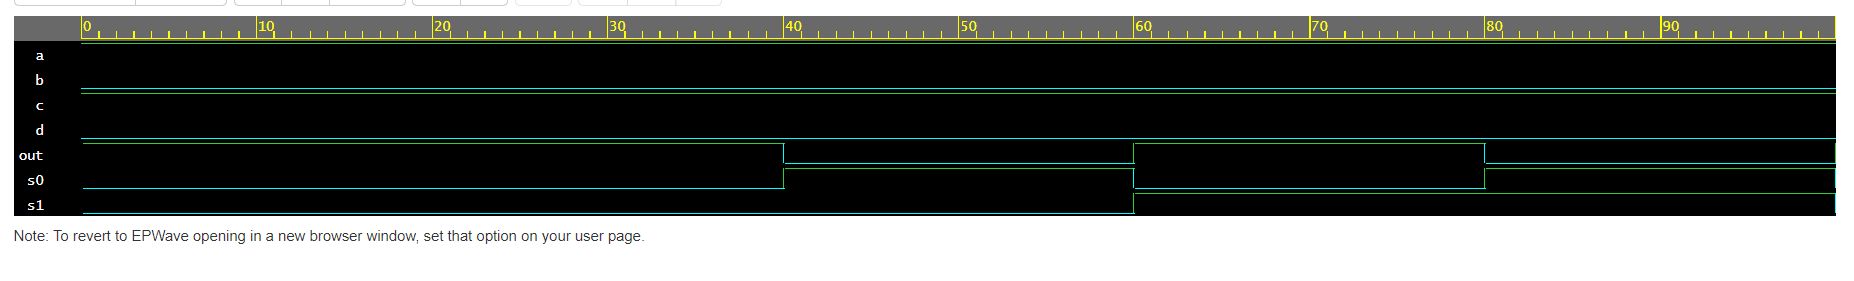 0 10 20 30 40 50 60 70 80 90
a
b
c
d
out
s0
s1
Note: To revert to EPWave opening in a new browser window, set that option on your user page.